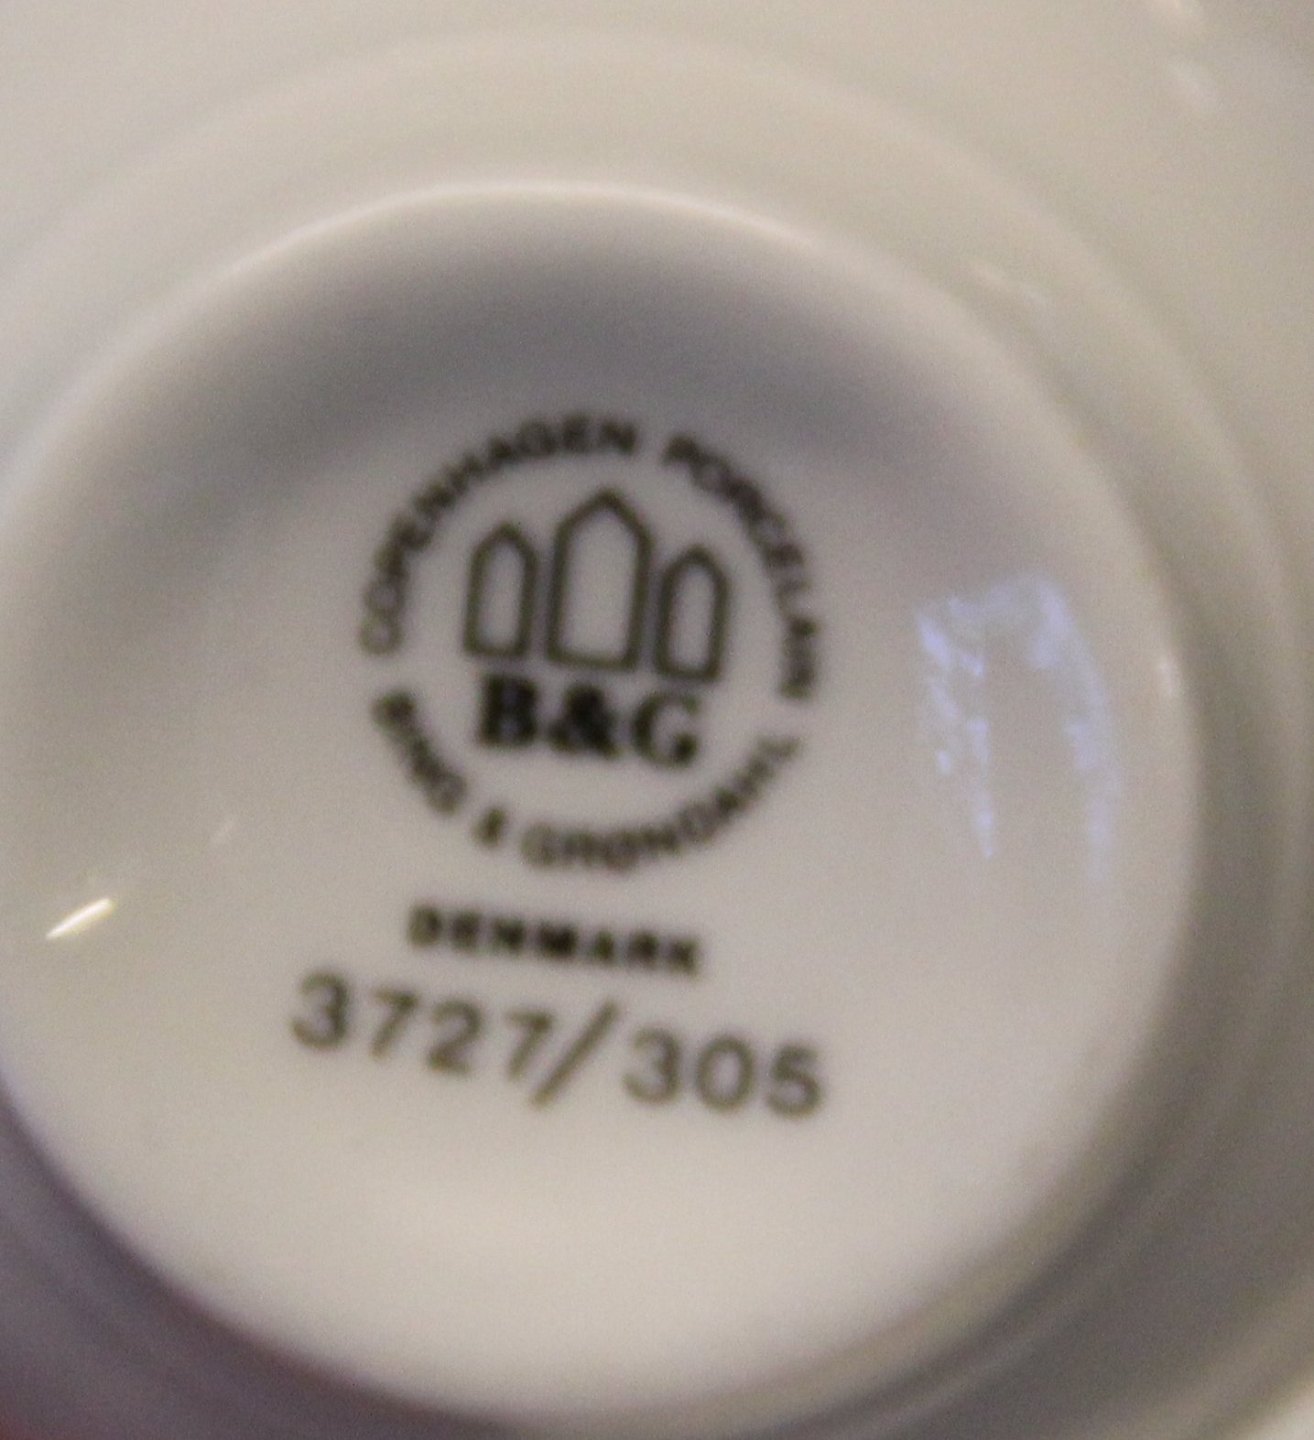 COPENHAGEN PORCELAIN
B&G
BING & GRØNDAHL
DENMARK
3727/305